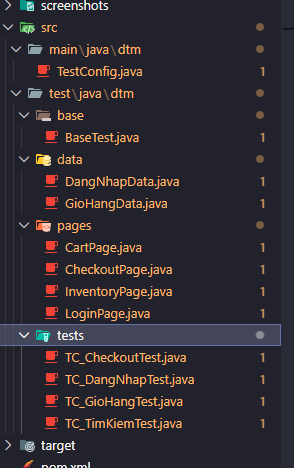 screenshots
src
main\java\dtm
TestConfig.java 1
test\java\dtm
base
BaseTest.java 1
data
DangNhapData.java 1
GioHangData.java 1
pages
CartPage.java 1
CheckoutPage.java 1
InventoryPage.java 1
LoginPage.java 1
tests
TC_CheckoutTest.java 1
TC_DangNhapTest.java 1
TC_GioHangTest.java 1
TC_TimKiemTest.java 1
target
pom.xml